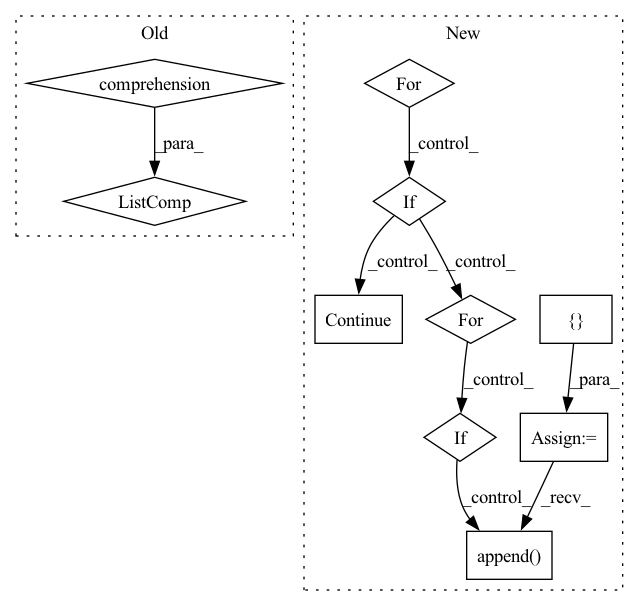 Old
New
comprehension
For
_para_
_control_
ListComp
If
_control_
_control_
Continue
For
{}
_control_
_para_
If
Assign:=
_control_
_recv_
append()